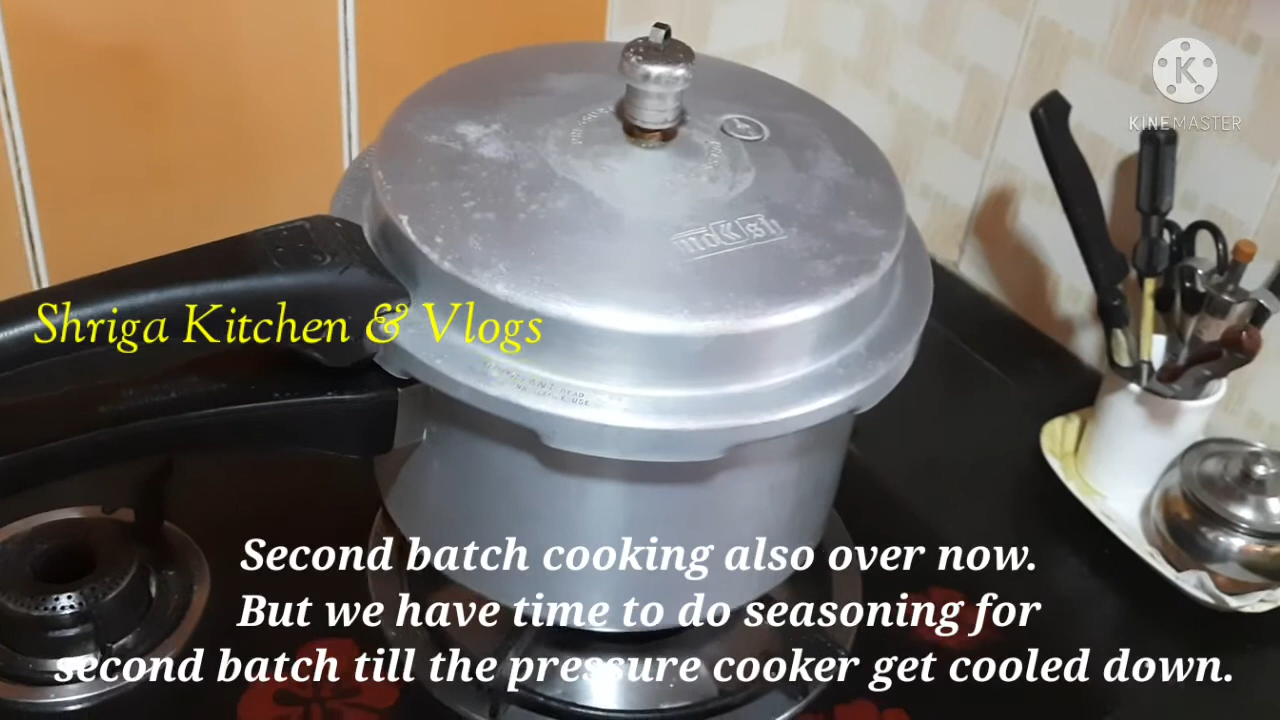 K
KINEMASTER
mokSh
Shriga Kitchen & Vlogs
Second batch cooking also over now.
But we have time to do seasoning for
second batch till the pressure cooker get cooled down.